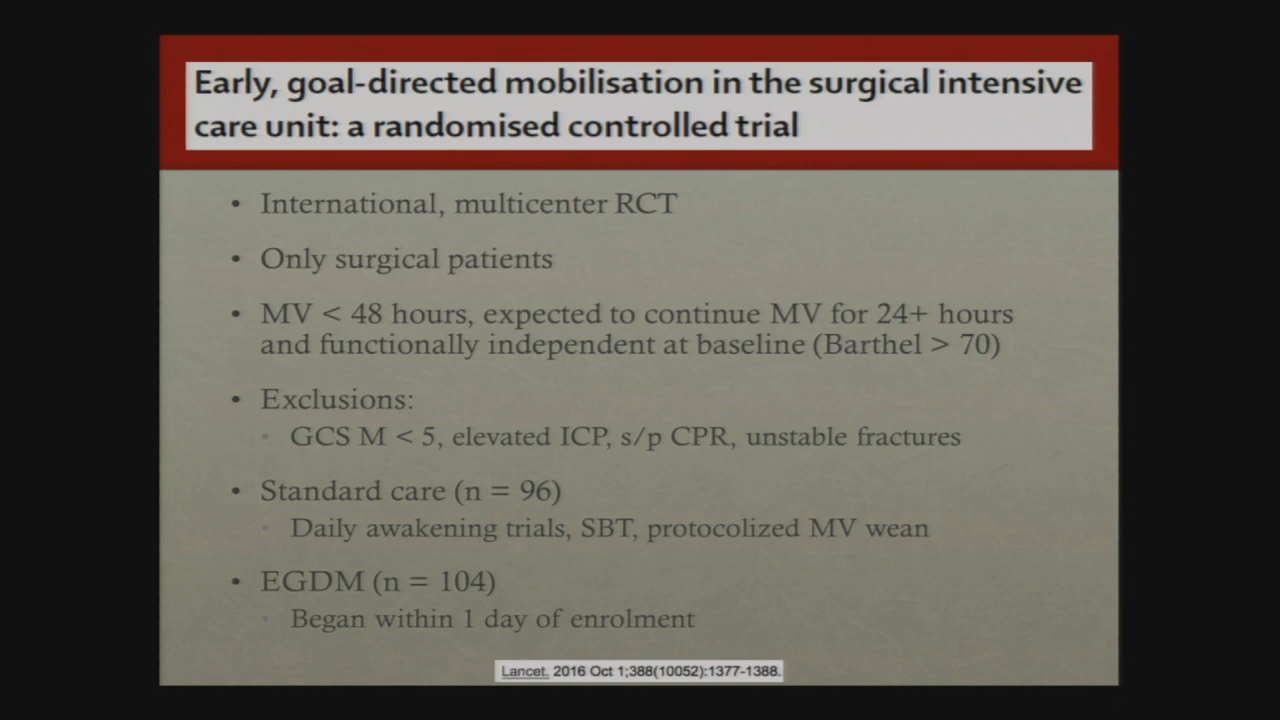 Early, goal-directed mobilisation in the surgical intensive
care unit: a randomised controlled trial
• International, multicenter RCT
• Only surgical patients
• MV < 48 hours, expected to continue MV for 24+ hours
and functionally independent at baseline (Barthel > 70)
• Exclusions:
• GCS M < 5, elevated ICP, s/p CPR, unstable fractures
• Standard care (n = 96)
• Daily awakening trials, SBT, protocolized MV wean
• EGDM (n = 104)
• Began within 1 day of enrolment
Lancet. 2016 Oct 1;388(10052):1377-1388.